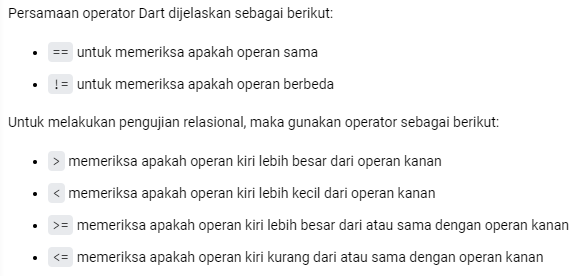 Persamaan operator Dart dijelaskan sebagai berikut:
• == untuk memeriksa apakah operan sama
• != untuk memeriksa apakah operan berbeda
Untuk melakukan pengujian relasional, maka gunakan operator sebagai berikut:
• > memeriksa apakah operan kiri lebih besar dari operan kanan
• < memeriksa apakah operan kiri lebih kecil dari operan kanan
• >= memeriksa apakah operan kiri lebih besar dari atau sama dengan operan kanan
• <= memeriksa apakah operan kiri kurang dari atau sama dengan operan kanan